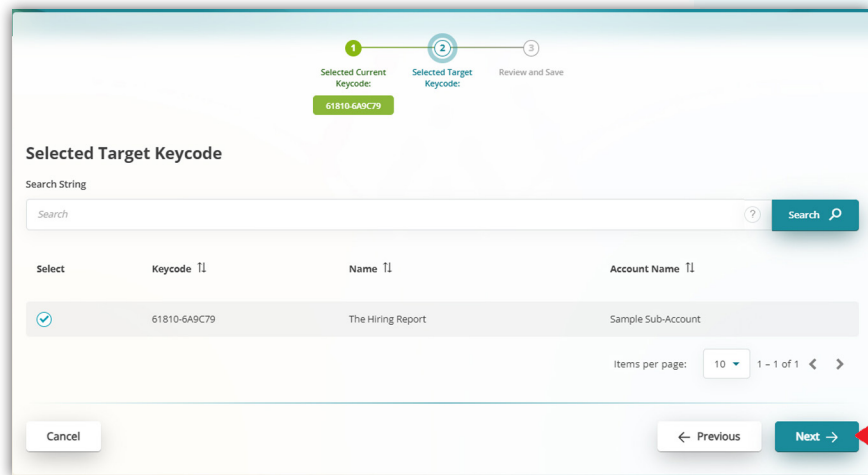 1
2
3
Selected Current Keycode:
Selected Target Keycode:
Review and Save
61810-6A9C79
Selected Target Keycode
Search String
Search
?
Search
Select Keycode Name Account Name
61810-6A9C79 The Hiring Report Sample Sub-Account
Items per page: 10 1 – 1 of 1
Cancel
← Previous
Next →